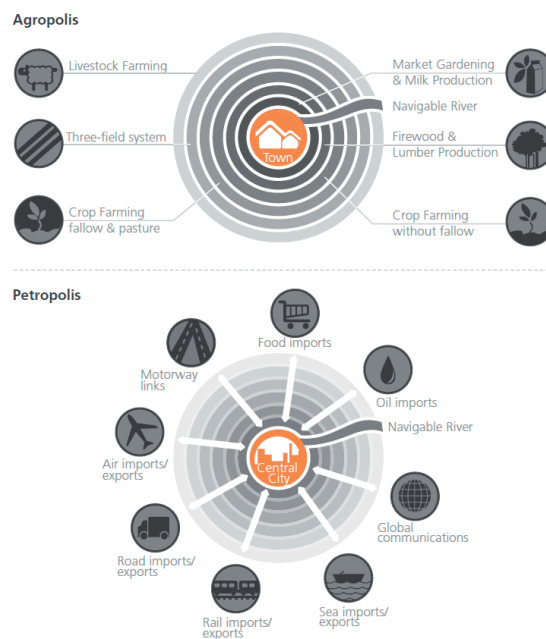 Agropolis
Livestock Farming
Market Gardening
& Milk Production
Navigable River
Three-field system
Town
Firewood &
Lumber Production
Crop Farming
fallow & pasture
Crop Farming
without fallow
Petropolis
Food imports
Motorway
links
Oil imports
Navigable River
Air imports/
exports
Central
City
Global
communications
Road imports/
exports
Rail imports/
exports
Sea imports/
exports